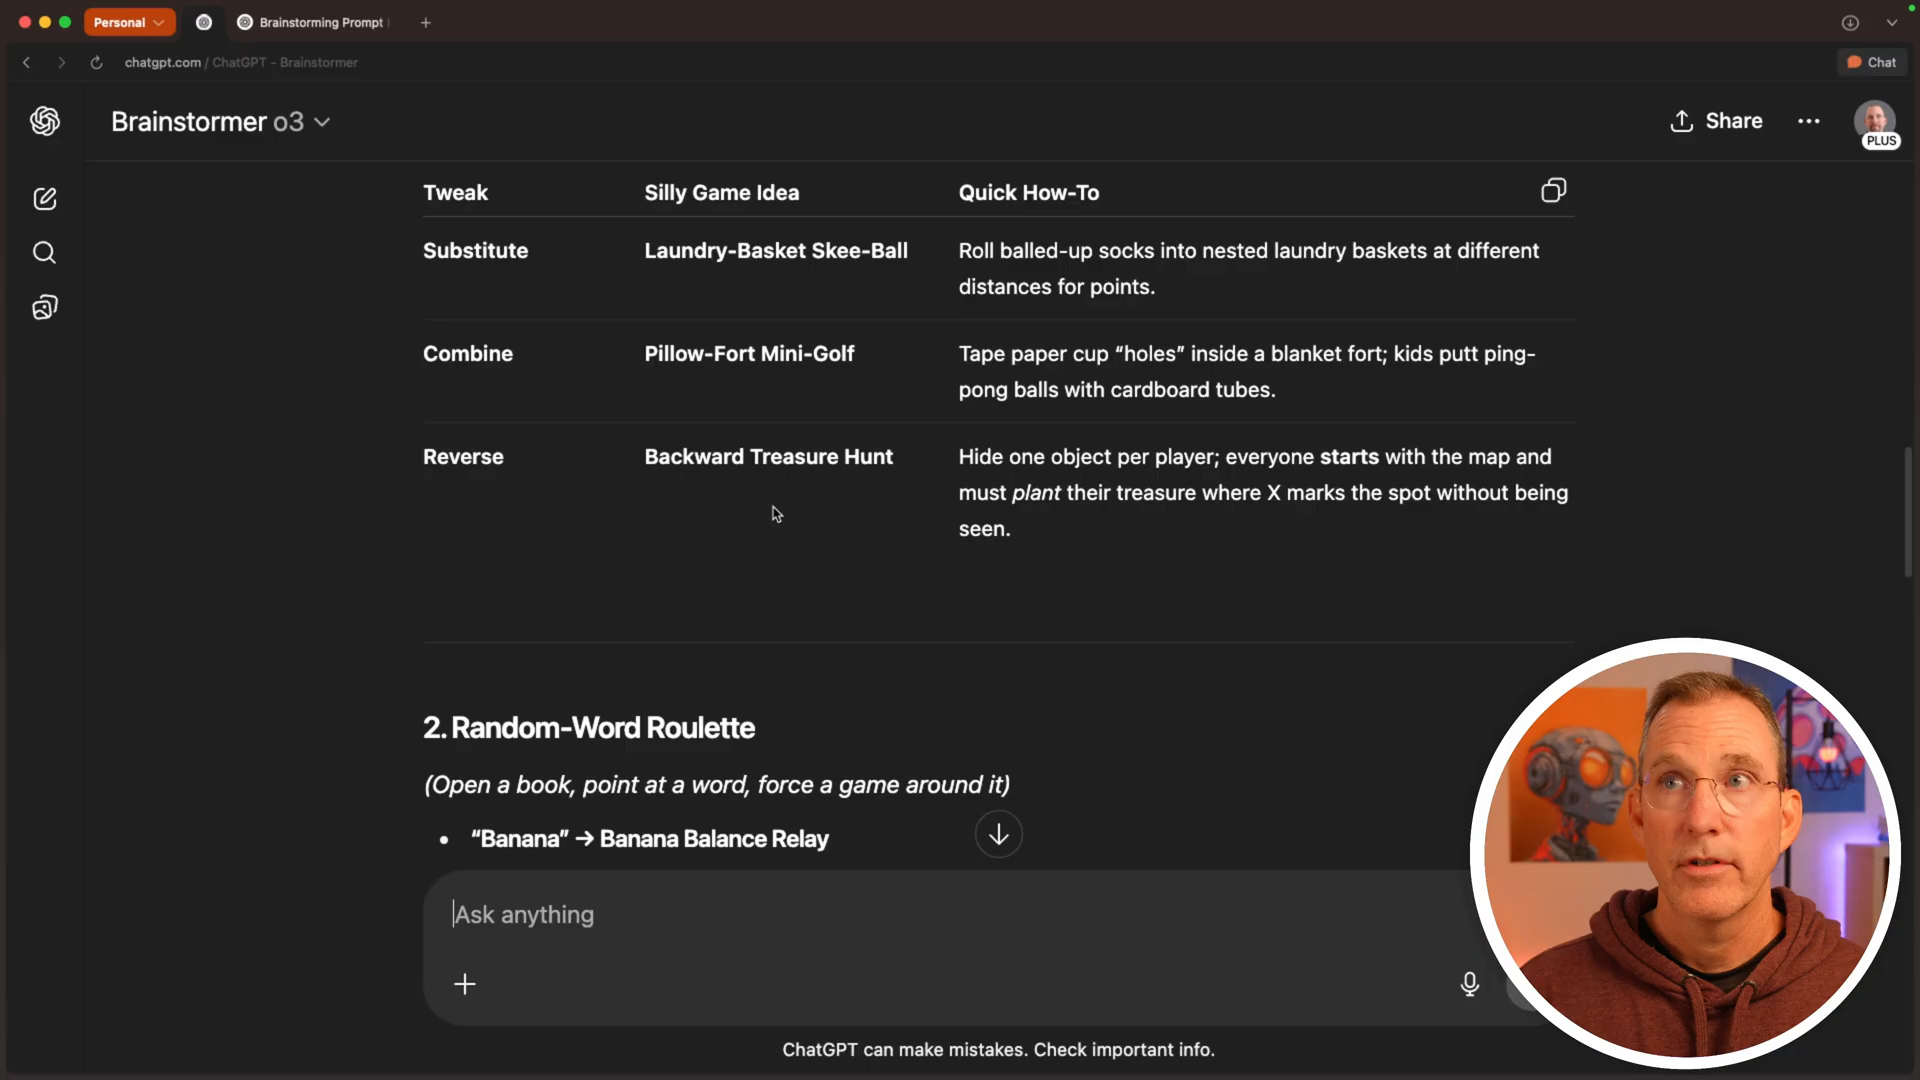 Personal
Brainstorming Prompt
chatgpt.com / ChatGPT - Brainstormer
Chat
Brainstormer o3
Share
PLUS
Tweak Silly Game Idea Quick How-To
Substitute Laundry-Basket Skee-Ball Roll balled-up socks into nested laundry baskets at different
distances for points.
Combine Pillow-Fort Mini-Golf Tape paper cup “holes” inside a blanket fort; kids putt ping-
pong balls with cardboard tubes.
Reverse Backward Treasure Hunt Hide one object per player; everyone starts with the map and
must plant their treasure where X marks the spot without being
seen.
2. Random-Word Roulette
(Open a book, point at a word, force a game around it)
• “Banana” → Banana Balance Relay
Ask anything
ChatGPT can make mistakes. Check important info.